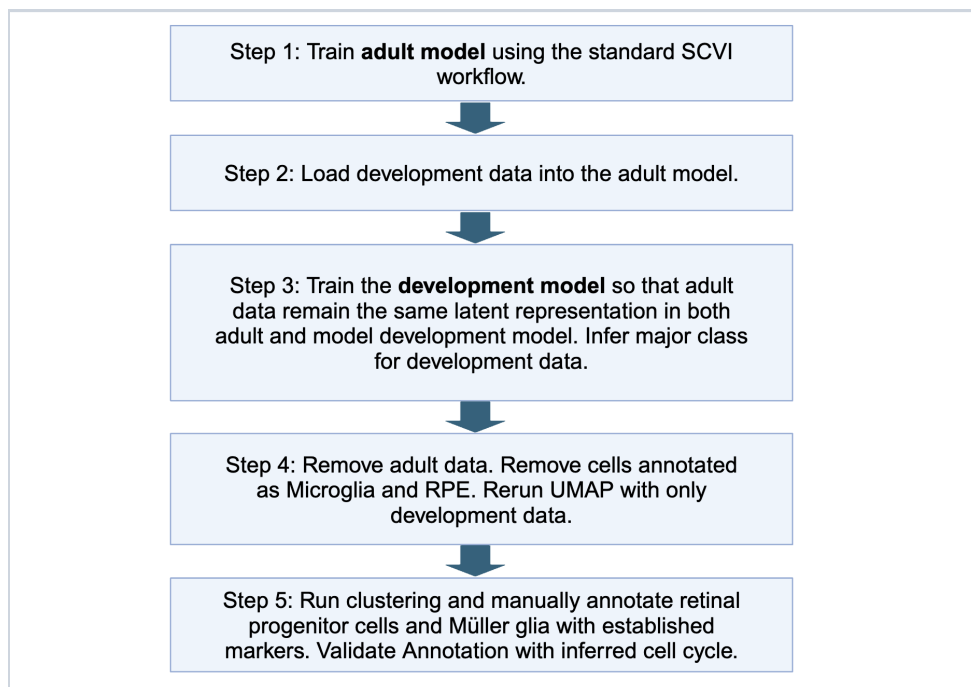 Step 1: Train adult model using the standard SCVI
workflow.
Step 2: Load development data into the adult model.
Step 3: Train the development model so that adult
data remain the same latent representation in both
adult and model development model. Infer major class
for development data.
Step 4: Remove adult data. Remove cells annotated
as Microglia and RPE. Rerun UMAP with only
development data.
Step 5: Run clustering and manually annotate retinal
progenitor cells and Müller glia with established
markers. Validate Annotation with inferred cell cycle.